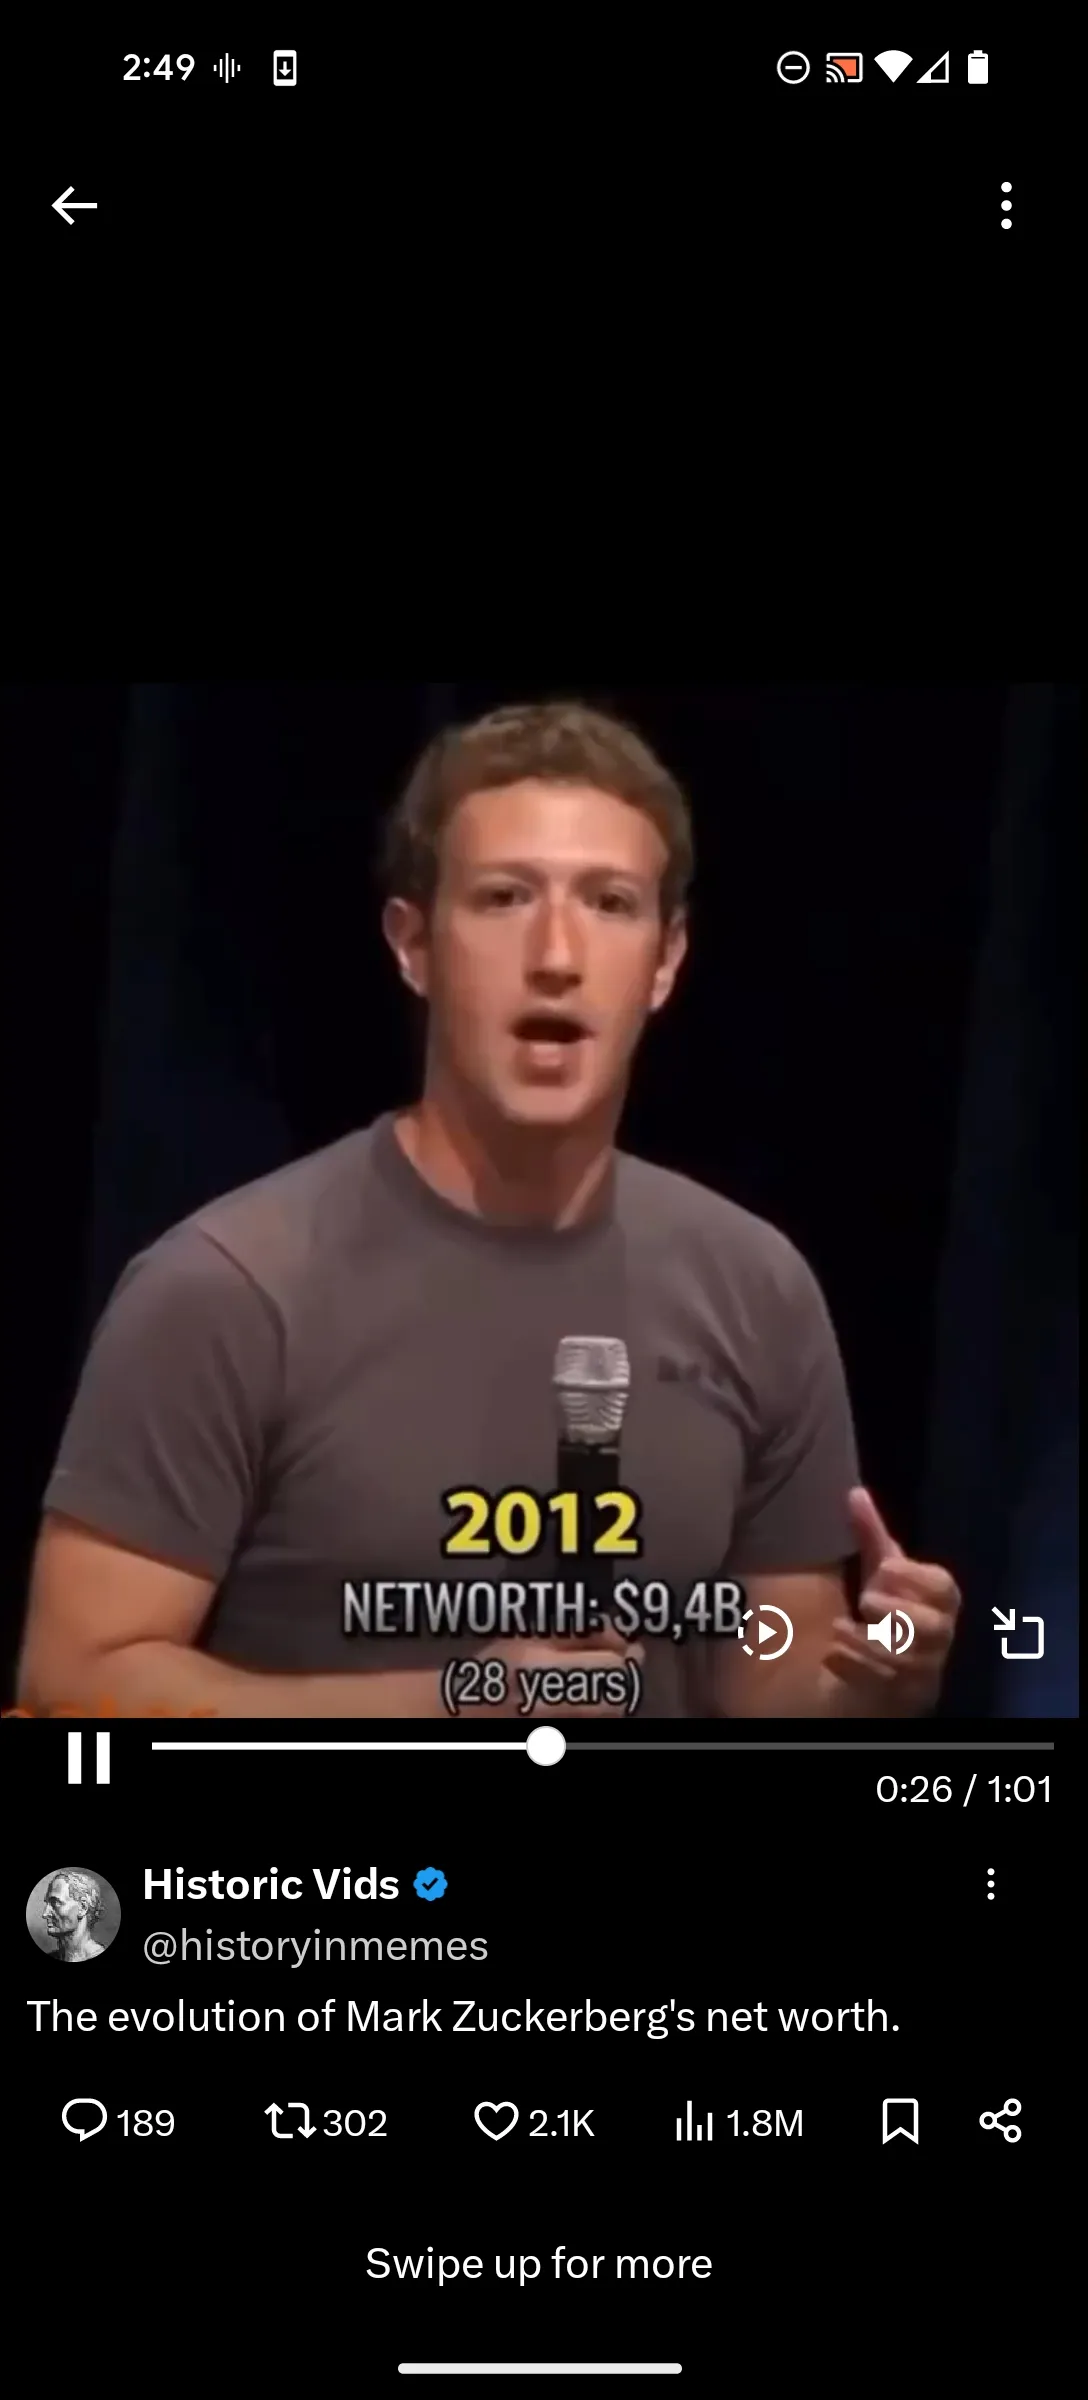 2:49
2012
NETWORTH: $9,4B
(28 years)
0:26 / 1:01
Historic Vids
@historyinmemes
The evolution of Mark Zuckerberg's net worth.
189 302 2.1K 1.8M
Swipe up for more